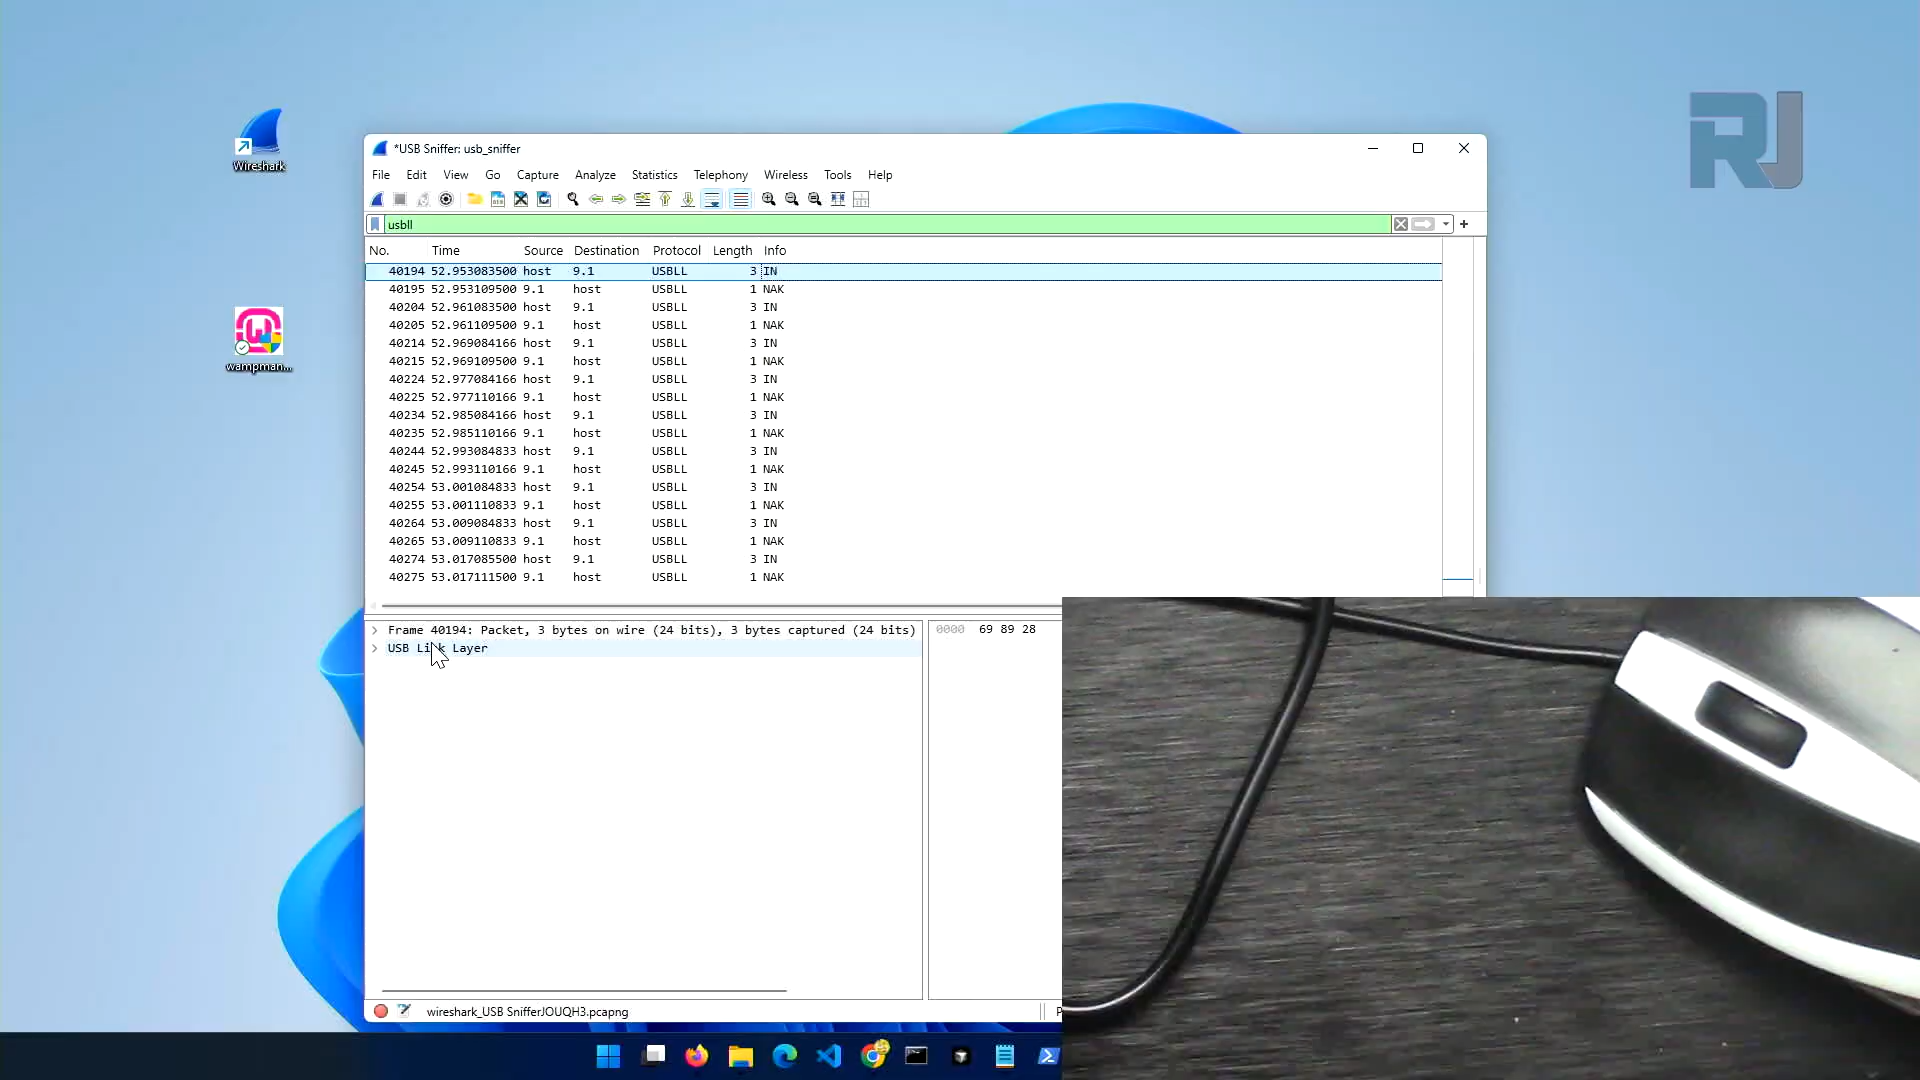 RJ
Wireshark
wampman...
*USB Sniffer: usb_sniffer
File Edit View Go Capture Analyze Statistics Telephony Wireless Tools Help
usbll
No. Time Source Destination Protocol Length Info
40194 52.953083500 host 9.1 USBLL 3 IN
40195 52.953109500 9.1 host USBLL 1 NAK
40204 52.961083500 host 9.1 USBLL 3 IN
40205 52.961109500 9.1 host USBLL 1 NAK
40214 52.969084166 host 9.1 USBLL 3 IN
40215 52.969109500 9.1 host USBLL 1 NAK
40224 52.977084166 host 9.1 USBLL 3 IN
40225 52.977110166 9.1 host USBLL 1 NAK
40234 52.985084166 host 9.1 USBLL 3 IN
40235 52.985110166 9.1 host USBLL 1 NAK
40244 52.993084833 host 9.1 USBLL 3 IN
40245 52.993110166 9.1 host USBLL 1 NAK
40254 53.001084833 host 9.1 USBLL 3 IN
40255 53.001110833 9.1 host USBLL 1 NAK
40264 53.009084833 host 9.1 USBLL 3 IN
40265 53.009110833 9.1 host USBLL 1 NAK
40274 53.017085500 host 9.1 USBLL 3 IN
40275 53.017111500 9.1 host USBLL 1 NAK
Frame 40194: Packet, 3 bytes on wire (24 bits), 3 bytes captured (24 bits)
USB Link Layer
0000 69 89 28
wireshark_USB SnifferJOUQH3.pcapng